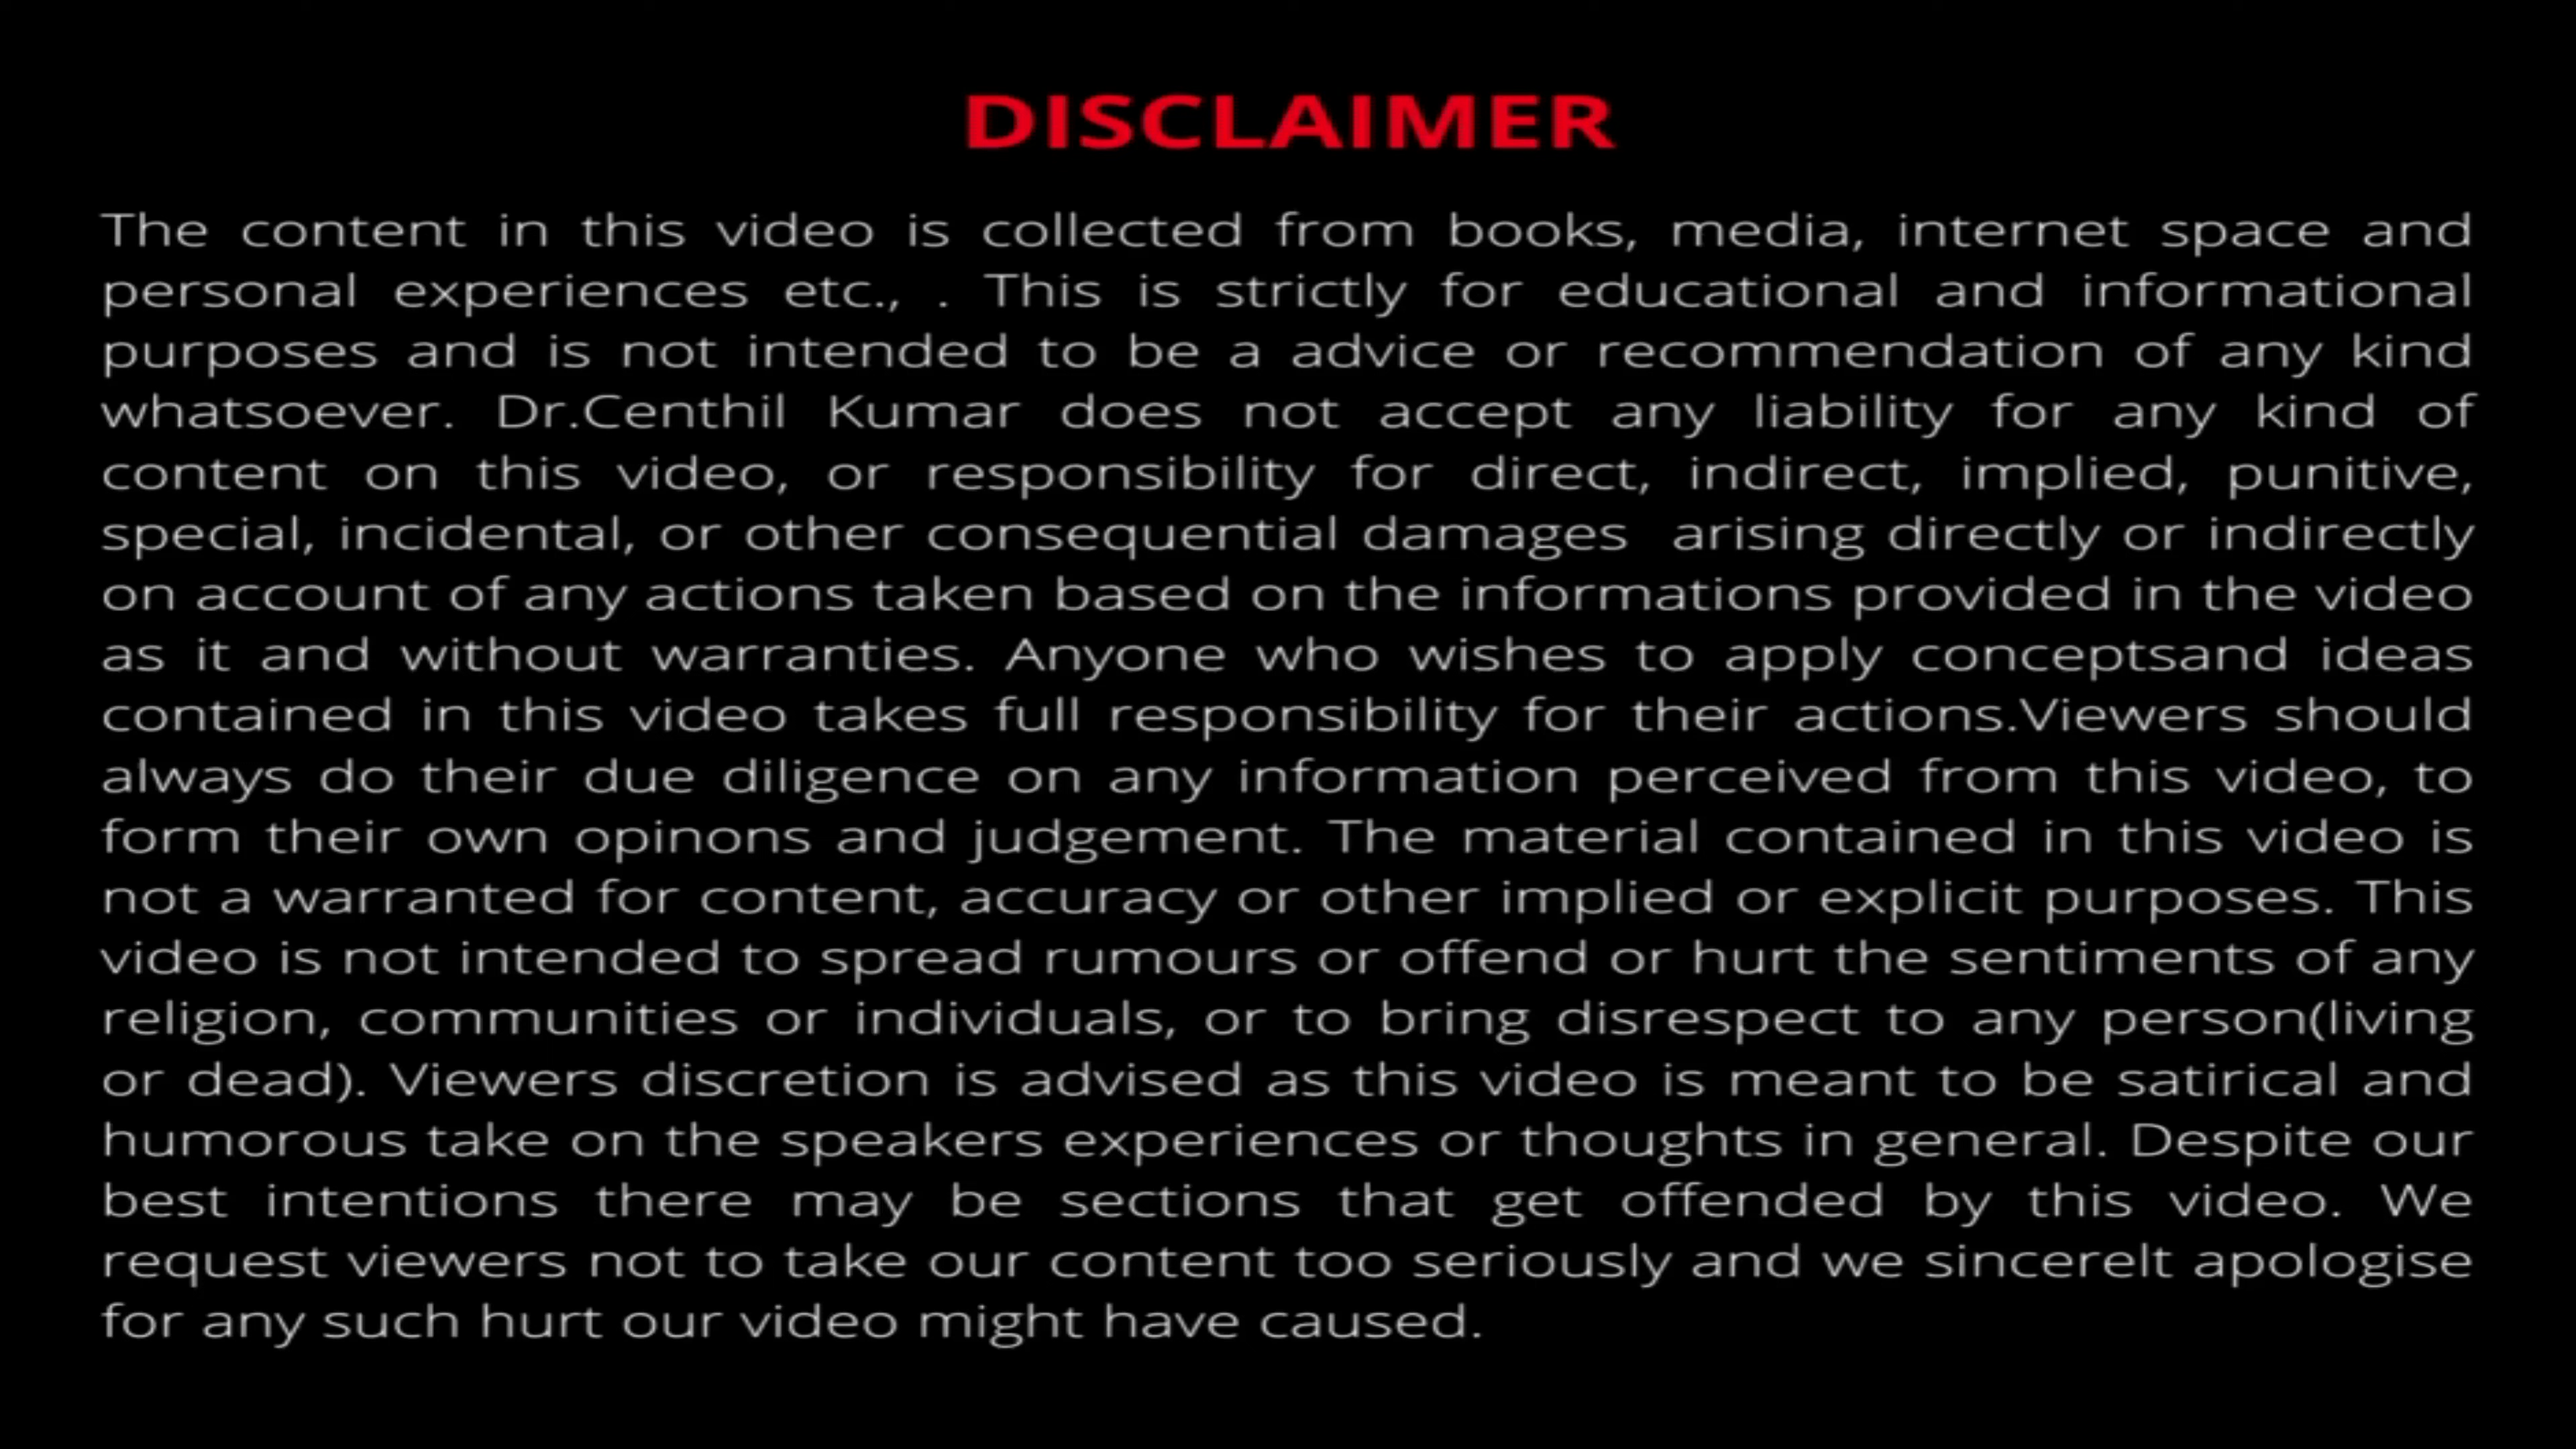 DISCLAIMER
The content in this video is collected from books, media, internet space and
personal experiences etc., . This is strictly for educational and informational
purposes and is not intended to be a advice or recommendation of any kind
whatsoever. Dr.Centhil Kumar does not accept any liability for any kind of
content on this video, or responsibility for direct, indirect, implied, punitive,
special, incidental, or other consequential damages arising directly or indirectly
on account of any actions taken based on the informations provided in the video
as it and without warranties. Anyone who wishes to apply conceptsand ideas
contained in this video takes full responsibility for their actions.Viewers should
always do their due diligence on any information perceived from this video, to
form their own opinons and judgement. The material contained in this video is
not a warranted for content, accuracy or other implied or explicit purposes. This
video is not intended to spread rumours or offend or hurt the sentiments of any
religion, communities or individuals, or to bring disrespect to any person(living
or dead). Viewers discretion is advised as this video is meant to be satirical and
humorous take on the speakers experiences or thoughts in general. Despite our
best intentions there may be sections that get offended by this video. We
request viewers not to take our content too seriously and we sincerelt apologise
for any such hurt our video might have caused.